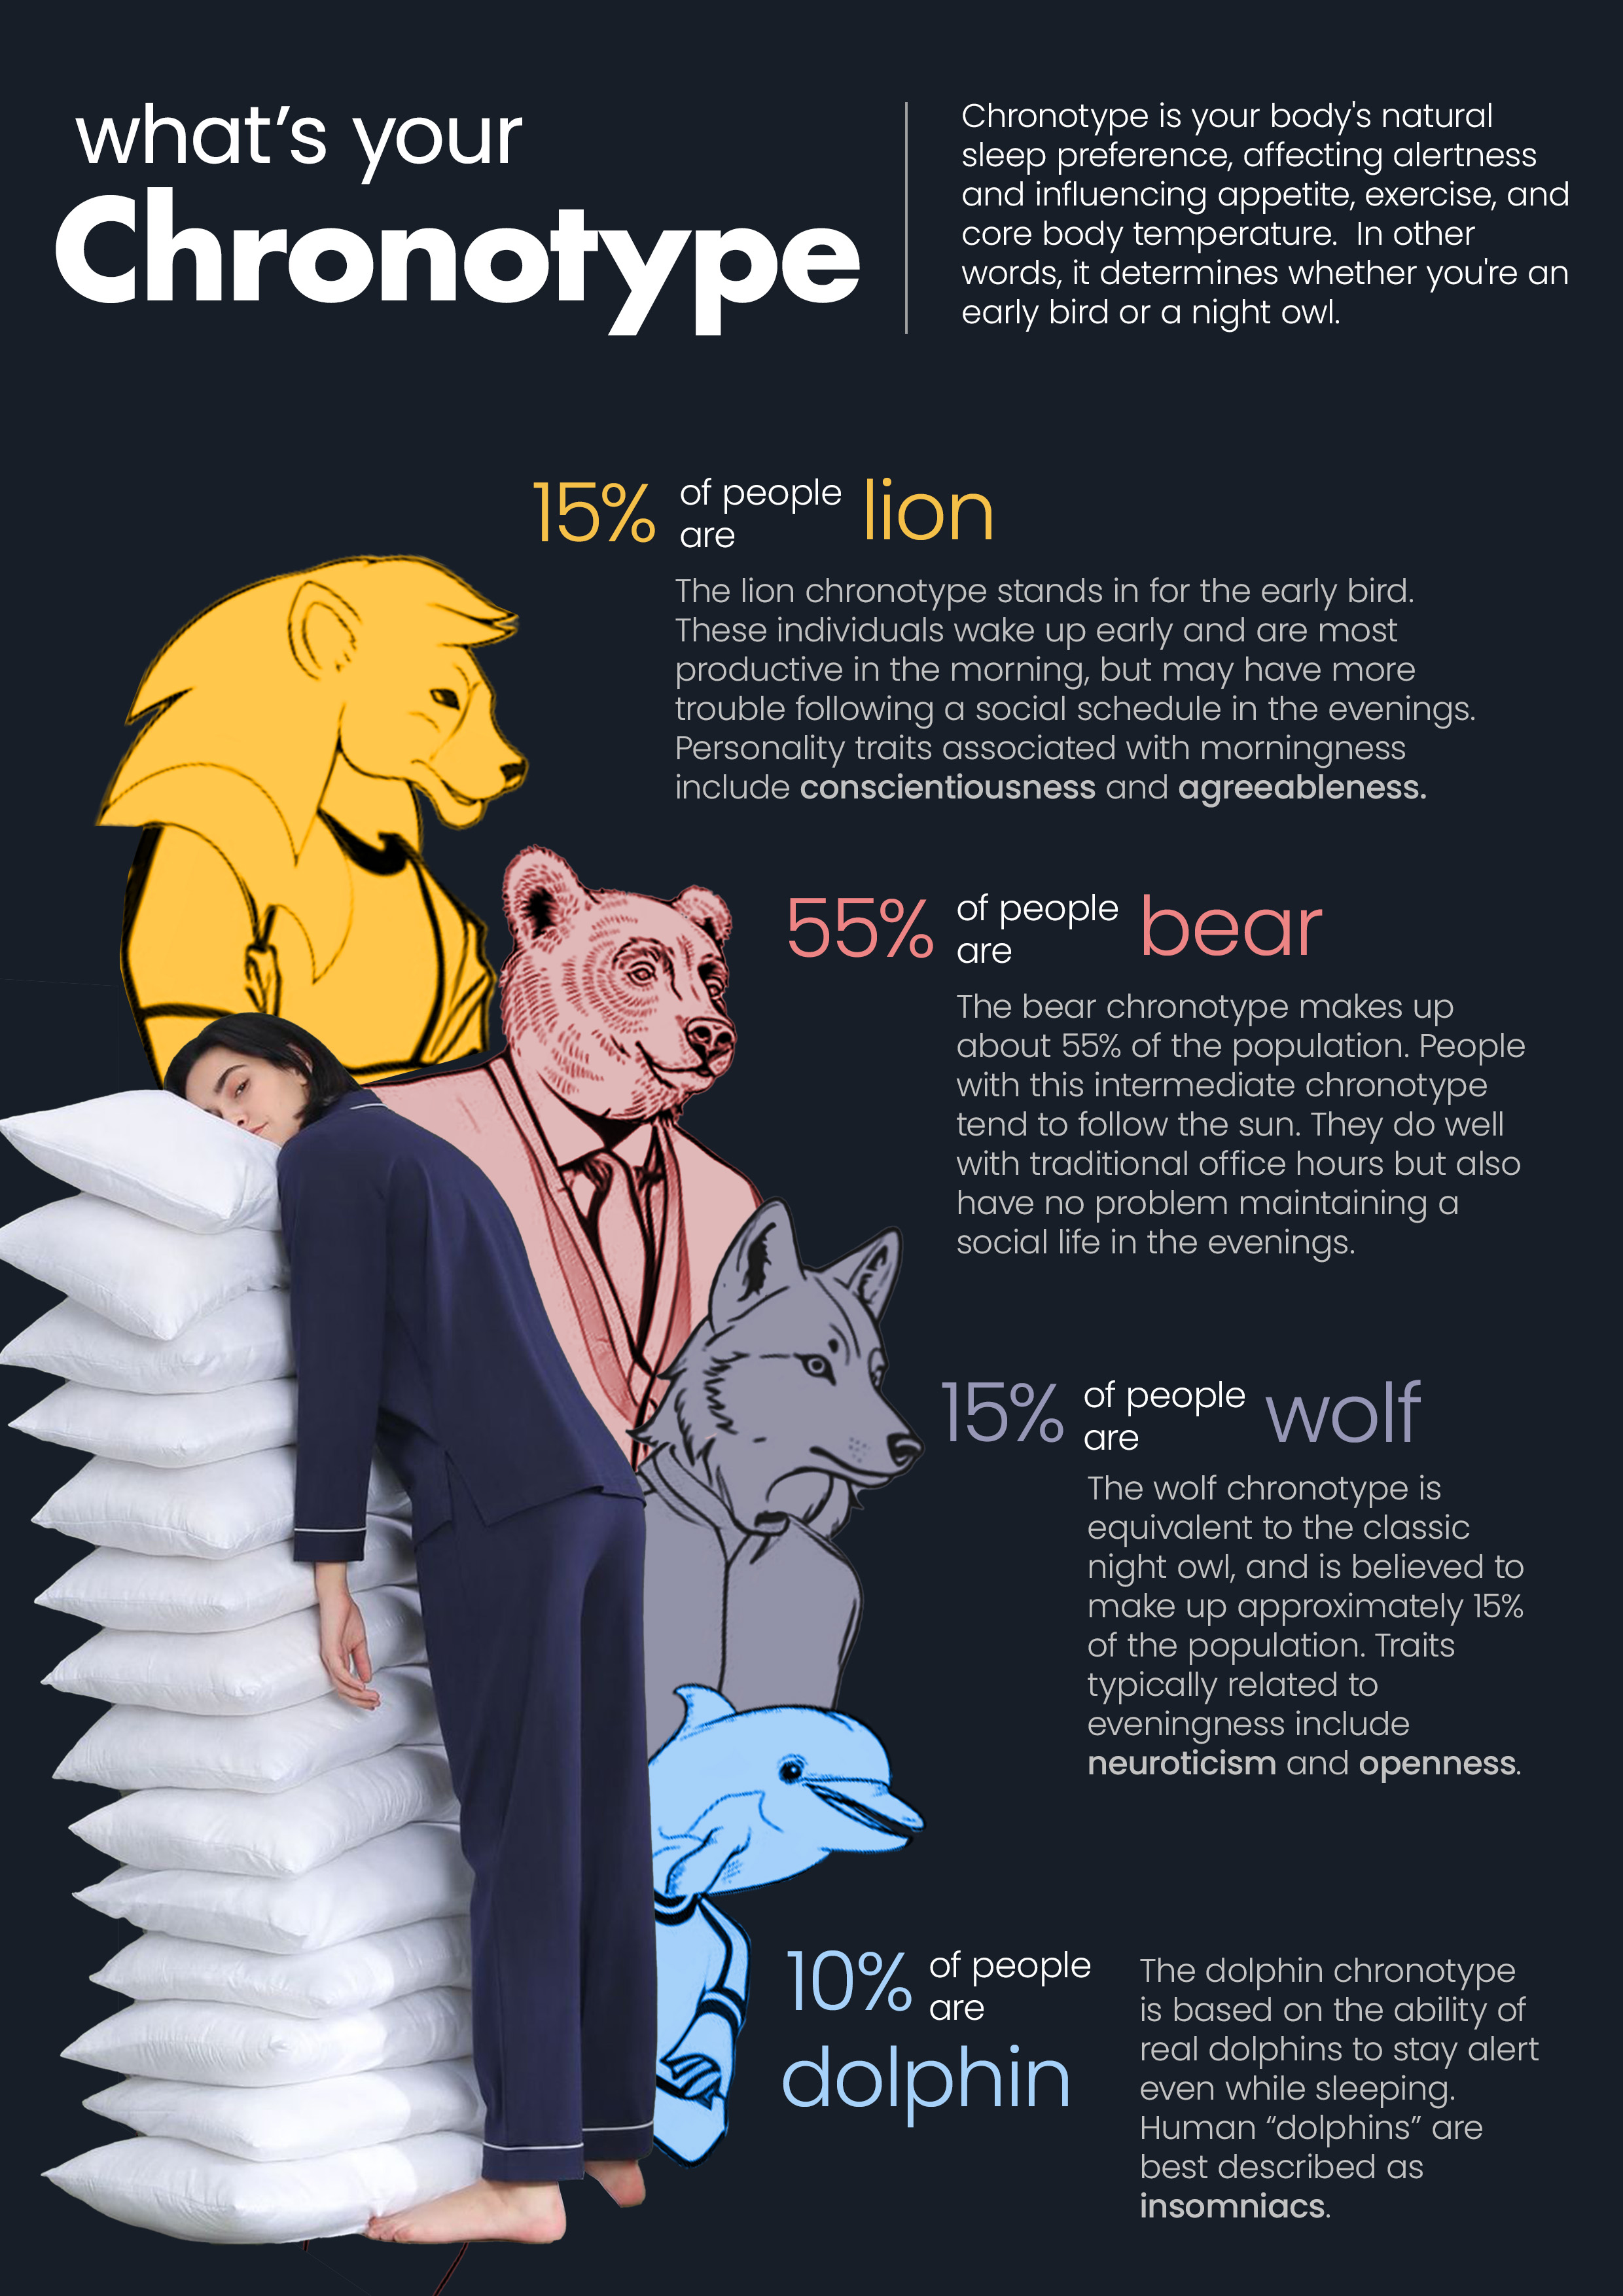 what's your
Chronotype
Chronotype is your body's natural
sleep preference, affecting alertness
and influencing appetite, exercise, and
core body temperature.  In other
words, it determines whether you're an
early bird or a night owl.
15% of people are lion
The lion chronotype stands in for the early bird.
These individuals wake up early and are most
productive in the morning, but may have more
trouble following a social schedule in the evenings.
Personality traits associated with morningness
include conscientiousness and agreeableness.
55% of people are bear
The bear chronotype makes up
about 55% of the population. People
with this intermediate chronotype
tend to follow the sun. They do well
with traditional office hours but also
have no problem maintaining a
social life in the evenings.
15% of people are wolf
The wolf chronotype is
equivalent to the classic
night owl, and is believed to
make up approximately 15%
of the population. Traits
typically related to
eveningness include
neuroticism and openness.
10% of people are
dolphin
The dolphin chronotype
is based on the ability of
real dolphins to stay alert
even while sleeping.
Human “dolphins” are
best described as
insomniacs.